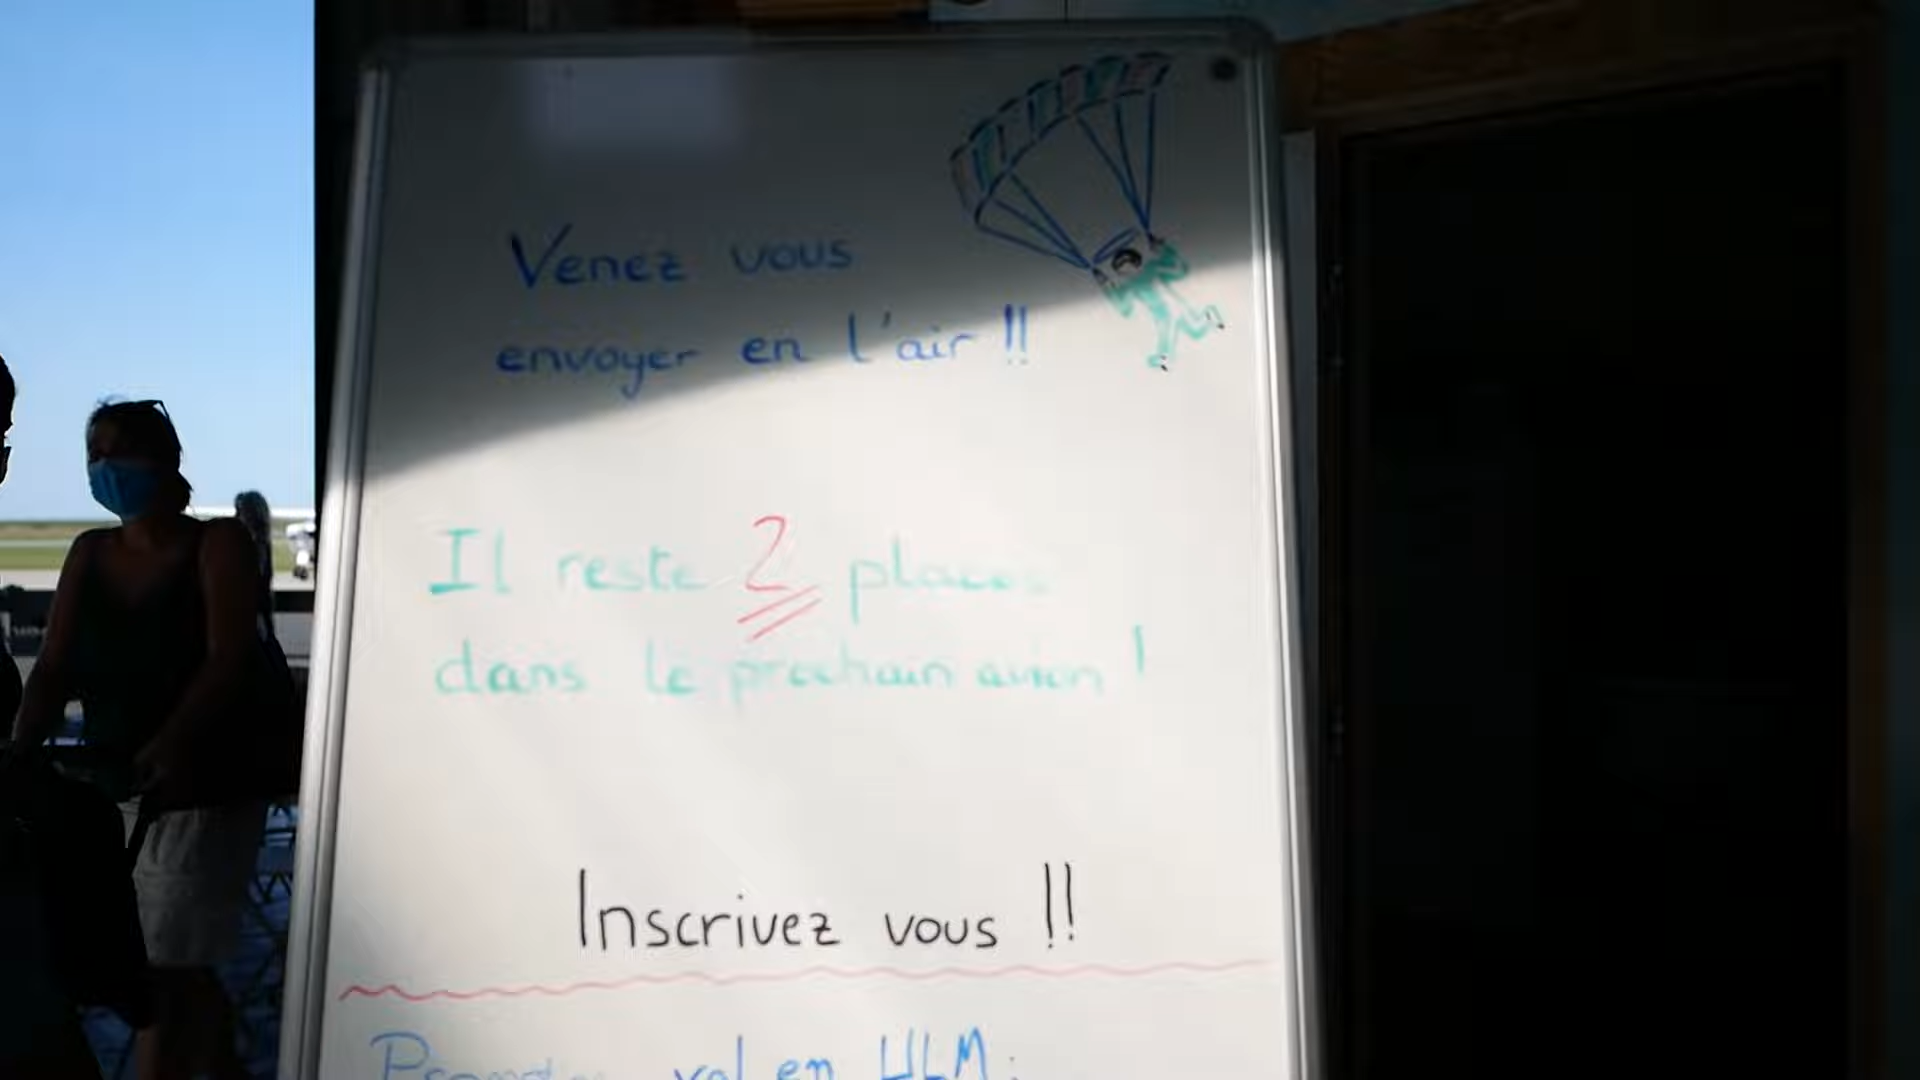 Venez vous
envoyer en l'air !!
Il reste 2 places
dans le prochain avion !
Inscrivez vous !!
vol en ULM :